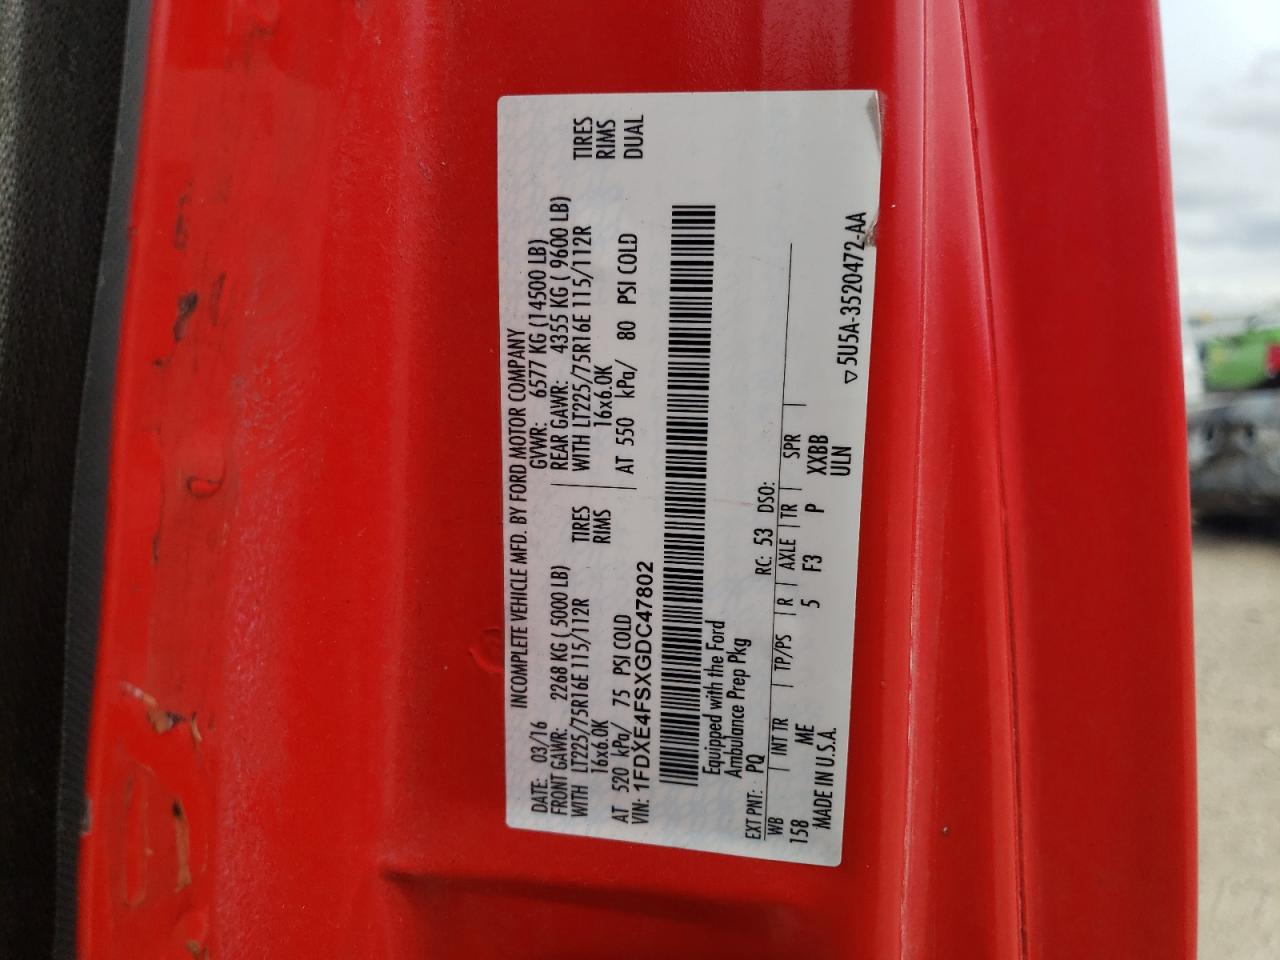 INCOMPLETE VEHICLE MFD. BY FORD MOTOR COMPANY
DATE: 03/16 GVWR: 6577 KG (14500 LB)
FRONT GAWR: 2268 KG ( 5000 LB) REAR GAWR: 4355 KG ( 9600 LB)
WITH LT225/75R16E 115/112R TIRES WITH LT225/75R16E 115/112R TIRES
16x6.0K RIMS 16x6.0K RIMS
AT 520 kPa/ 75 PSI COLD AT 550 kPa/ 80 PSI COLD DUAL
VIN: 1FDXE4FSXGDC47802
Equipped with the Ford
Ambulance Prep Pkg
EXT PNT: PQ RC: 53 DSO:
WB INT TR TP/PS R AXLE TR SPR
158 ME 5 F3 P XXBB
MADE IN U.S.A. ULN
▽5U5A-3520472-AA